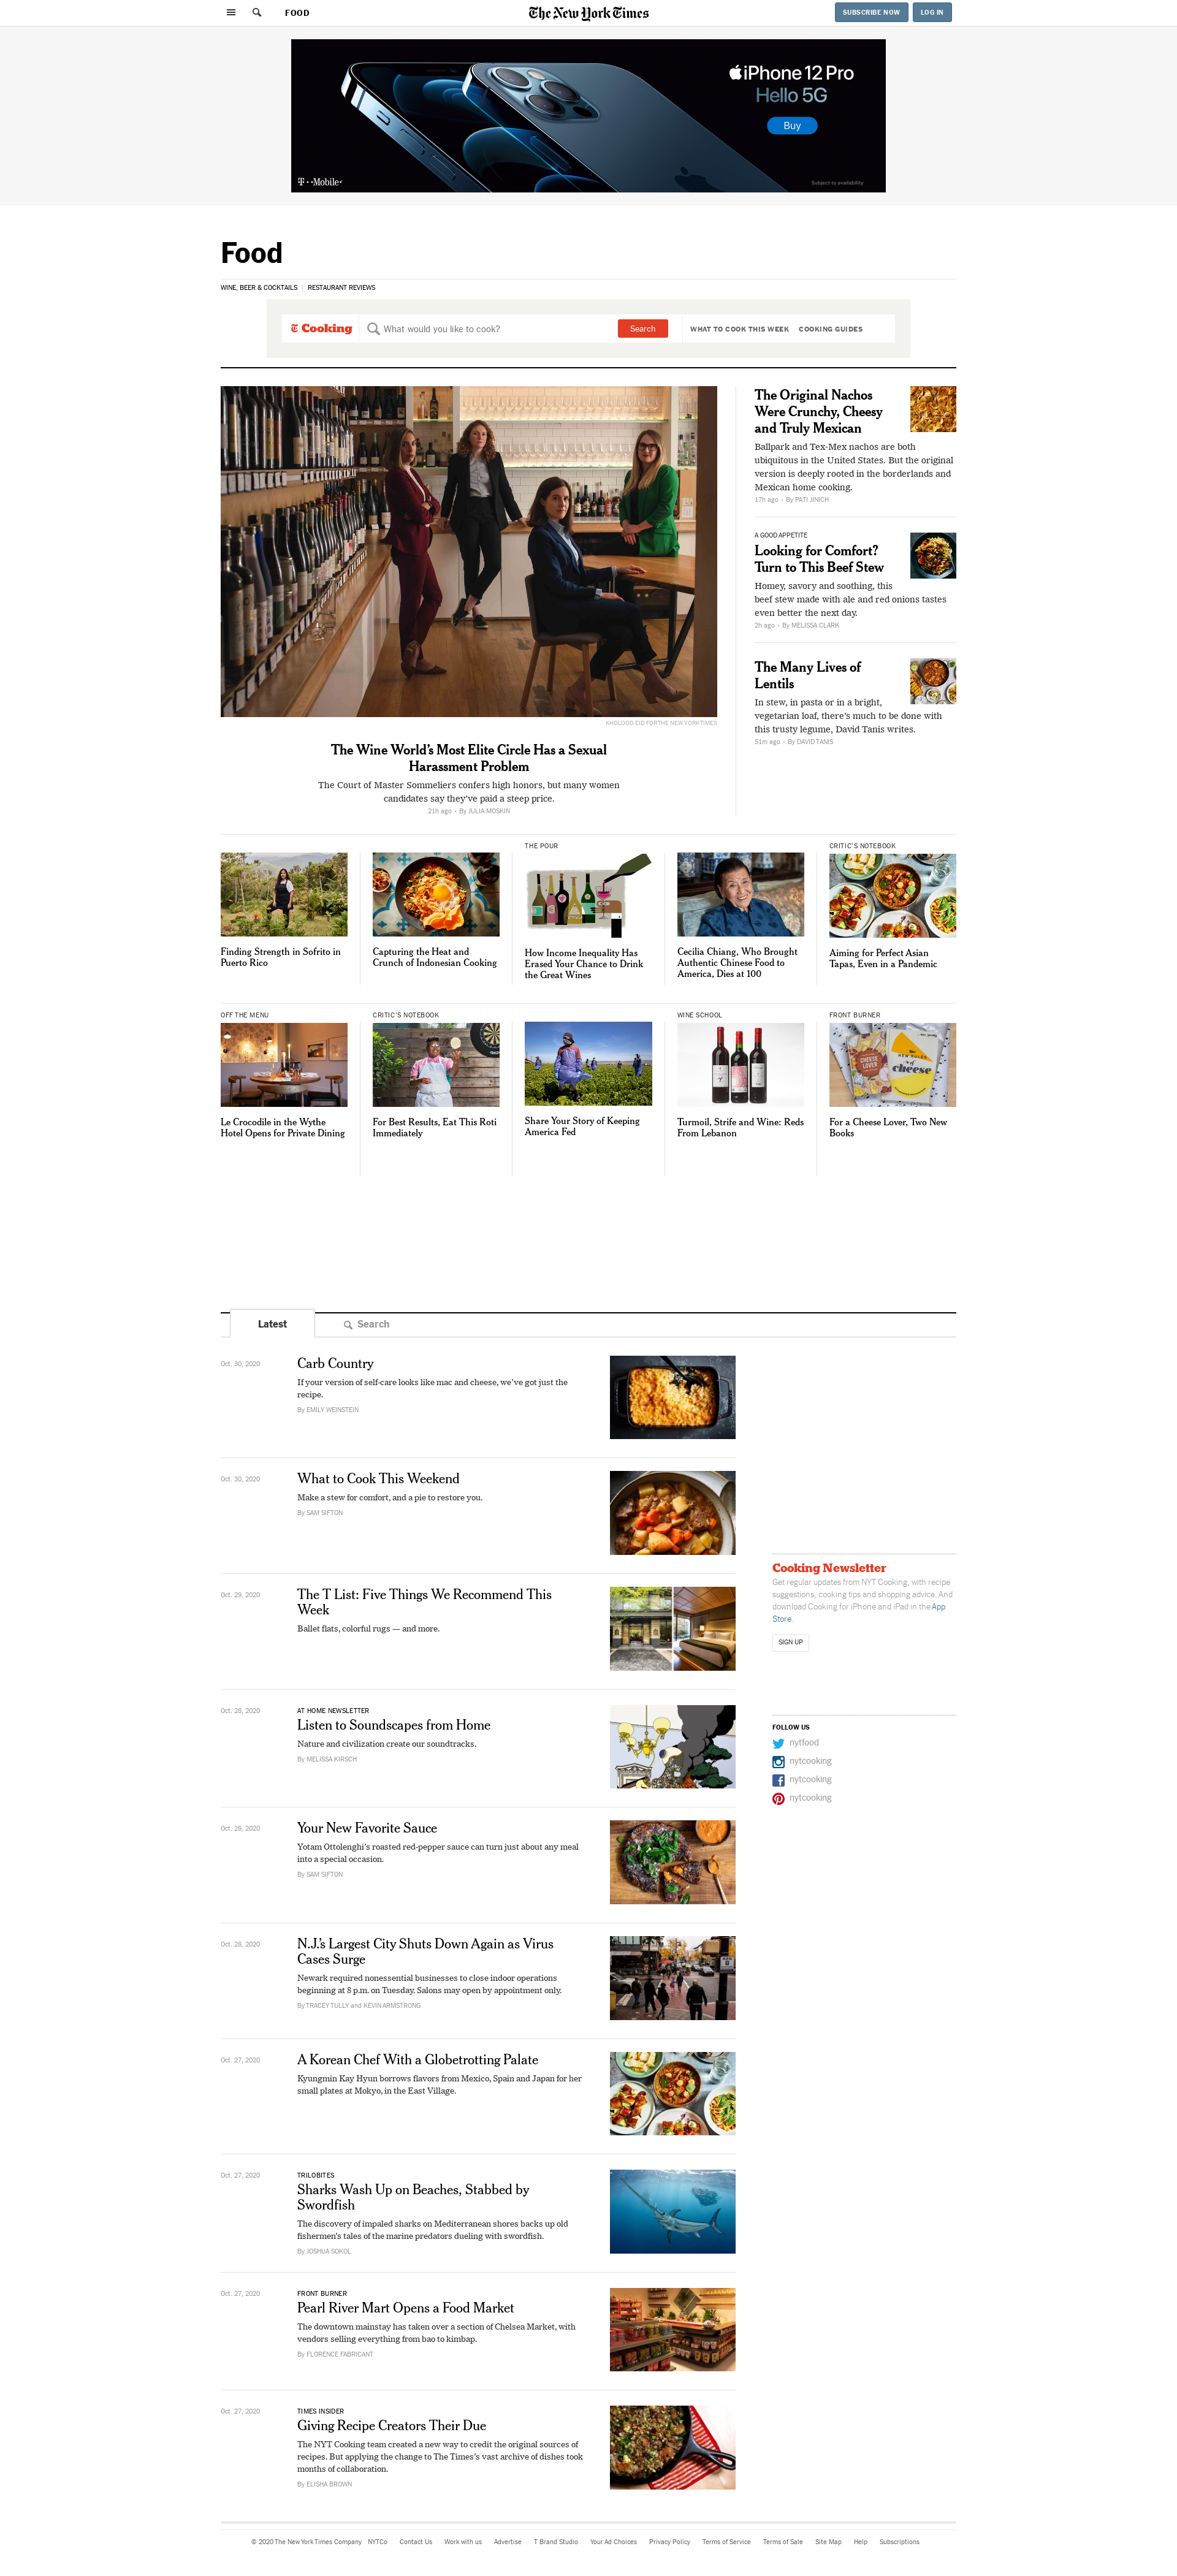 FOOD
The New York Times
SUBSCRIBE NOW
LOG IN
iPhone 12 Pro
Hello 5G
Buy
T Mobile
Subject to availability
Food
WINE, BEER & COCKTAILS
RESTAURANT REVIEWS
Cooking
What would you like to cook?
Search
WHAT TO COOK THIS WEEK
COOKING GUIDES
KHOLOOD EID FOR THE NEW YORK TIMES
The Wine World’s Most Elite Circle Has a Sexual
Harassment Problem
The Court of Master Sommeliers confers high honors, but many women
candidates say they’ve paid a steep price.
21h ago • By JULIA MOSKIN
The Original Nachos
Were Crunchy, Cheesy
and Truly Mexican
Ballpark and Tex-Mex nachos are both
ubiquitous in the United States. But the original
version is deeply rooted in the borderlands and
Mexican home cooking.
17h ago • By PATI JINICH
A GOOD APPETITE
Looking for Comfort?
Turn to This Beef Stew
Homey, savory and soothing, this
beef stew made with ale and red onions tastes
even better the next day.
2h ago • By MELISSA CLARK
The Many Lives of
Lentils
In stew, in pasta or in a bright,
vegetarian loaf, there’s much to be done with
this trusty legume, David Tanis writes.
51m ago • By DAVID TANIS
Finding Strength in Sofrito in
Puerto Rico
Capturing the Heat and
Crunch of Indonesian Cooking
THE POUR
How Income Inequality Has
Erased Your Chance to Drink
the Great Wines
Cecilia Chiang, Who Brought
Authentic Chinese Food to
America, Dies at 100
CRITIC’S NOTEBOOK
Aiming for Perfect Asian
Tapas, Even in a Pandemic
OFF THE MENU
Le Crocodile in the Wythe
Hotel Opens for Private Dining
CRITIC’S NOTEBOOK
For Best Results, Eat This Roti
Immediately
Share Your Story of Keeping
America Fed
WINE SCHOOL
Turmoil, Strife and Wine: Reds
From Lebanon
FRONT BURNER
CHEESE LOVER
cheese
For a Cheese Lover, Two New
Books
Latest
Search
Oct. 30, 2020
Carb Country
If your version of self-care looks like mac and cheese, we’ve got just the
recipe.
By EMILY WEINSTEIN
Oct. 30, 2020
What to Cook This Weekend
Make a stew for comfort, and a pie to restore you.
By SAM SIFTON
Oct. 29, 2020
The T List: Five Things We Recommend This
Week
Ballet flats, colorful rugs — and more.
Oct. 28, 2020
AT HOME NEWSLETTER
Listen to Soundscapes from Home
Nature and civilization create our soundtracks.
By MELISSA KIRSCH
Oct. 28, 2020
Your New Favorite Sauce
Yotam Ottolenghi’s roasted red-pepper sauce can turn just about any meal
into a special occasion.
By SAM SIFTON
Oct. 28, 2020
N.J.’s Largest City Shuts Down Again as Virus
Cases Surge
Newark required nonessential businesses to close indoor operations
beginning at 8 p.m. on Tuesday. Salons may open by appointment only.
By TRACEY TULLY and KEVIN ARMSTRONG
Oct. 27, 2020
A Korean Chef With a Globetrotting Palate
Kyungmin Kay Hyun borrows flavors from Mexico, Spain and Japan for her
small plates at Mokyo, in the East Village.
Oct. 27, 2020
TRILOBITES
Sharks Wash Up on Beaches, Stabbed by
Swordfish
The discovery of impaled sharks on Mediterranean shores backs up old
fishermen’s tales of the marine predators dueling with swordfish.
By JOSHUA SOKOL
Oct. 27, 2020
FRONT BURNER
Pearl River Mart Opens a Food Market
The downtown mainstay has taken over a section of Chelsea Market, with
vendors selling everything from bao to kimbap.
By FLORENCE FABRICANT
Oct. 27, 2020
TIMES INSIDER
Giving Recipe Creators Their Due
The NYT Cooking team created a new way to credit the original sources of
recipes. But applying the change to The Times’s vast archive of dishes took
months of collaboration.
By ELISHA BROWN
Cooking Newsletter
Get regular updates from NYT Cooking, with recipe
suggestions, cooking tips and shopping advice. And
download Cooking for iPhone and iPad in the App
Store.
SIGN UP
FOLLOW US
nytfood
nytcooking
nytcooking
nytcooking
© 2020 The New York Times Company NYTCo Contact Us Work with us Advertise T Brand Studio Your Ad Choices Privacy Policy Terms of Service Terms of Sale Site Map Help Subscriptions